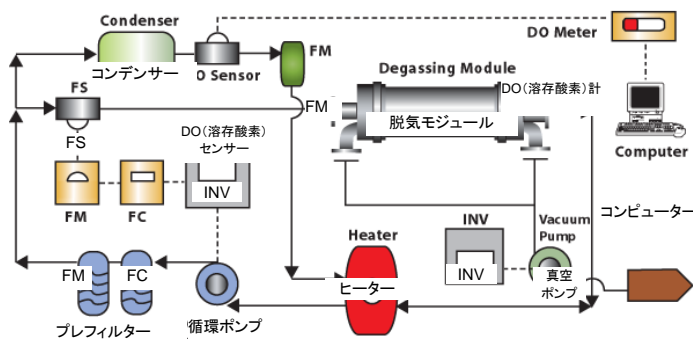 Condenser
コンデンサー
O Sensor
FM
DO Meter
FS
FS
Degassing Module
FM
脱気モジュール
DO(溶存酸素)計
Computer
コンピューター
DO(溶存酸素)
センサー
INV
FM
FC
FM
FC
プレフィルター
循環ポンプ
Heater
ヒーター
INV
INV
Vacuum
Pump
真空
ポンプ